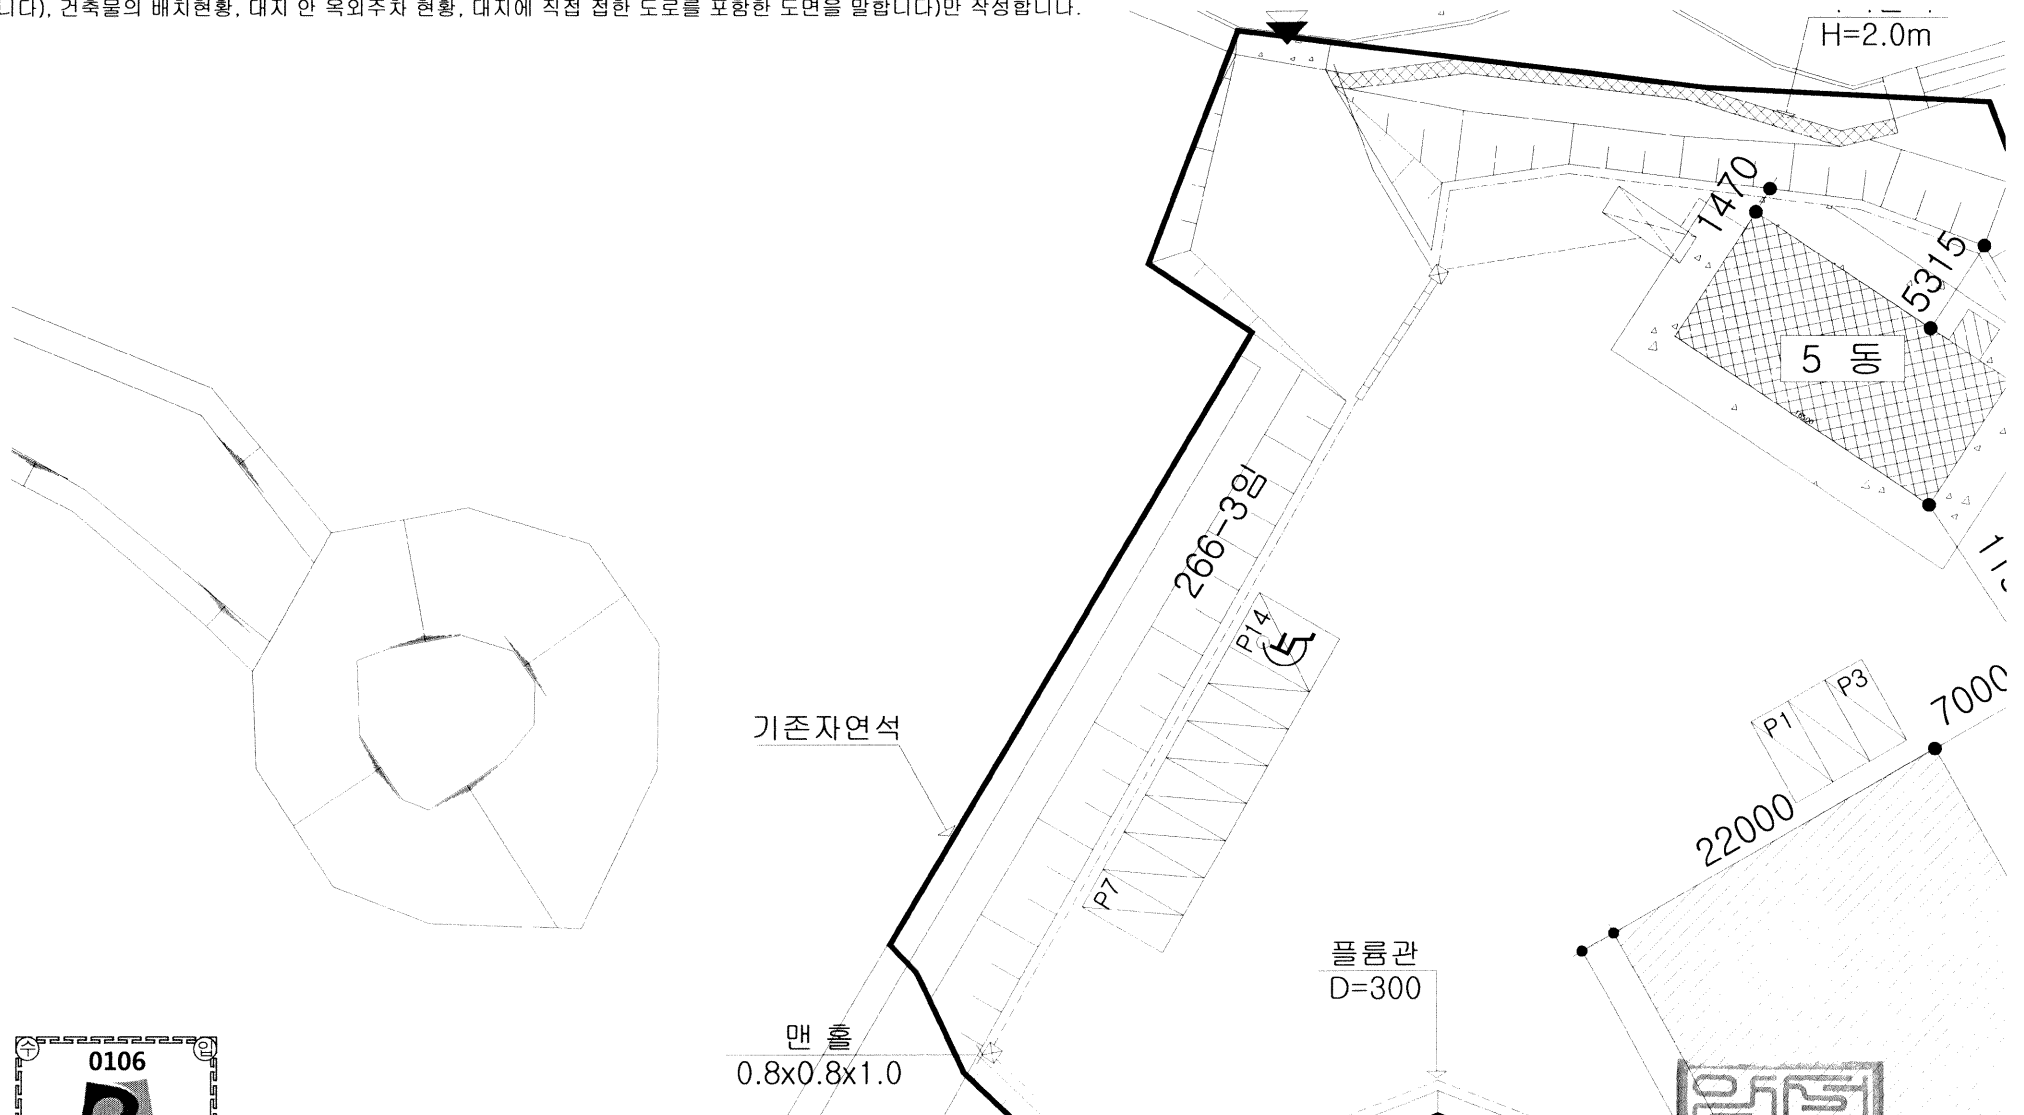 니다), 건축물의 배치현황, 대지 안 옥외주차 현황, 대지에 직접 접한 도로를 포함한 도면을 말합니다)만 작성합니다.
H=2.0m
1470
5315
5 동
266-3임
P14
P1
P3
7000
기존자연석
22000
P7
플륨관
D=300
맨 홀
0.8x0.8x1.0
수
입
0106